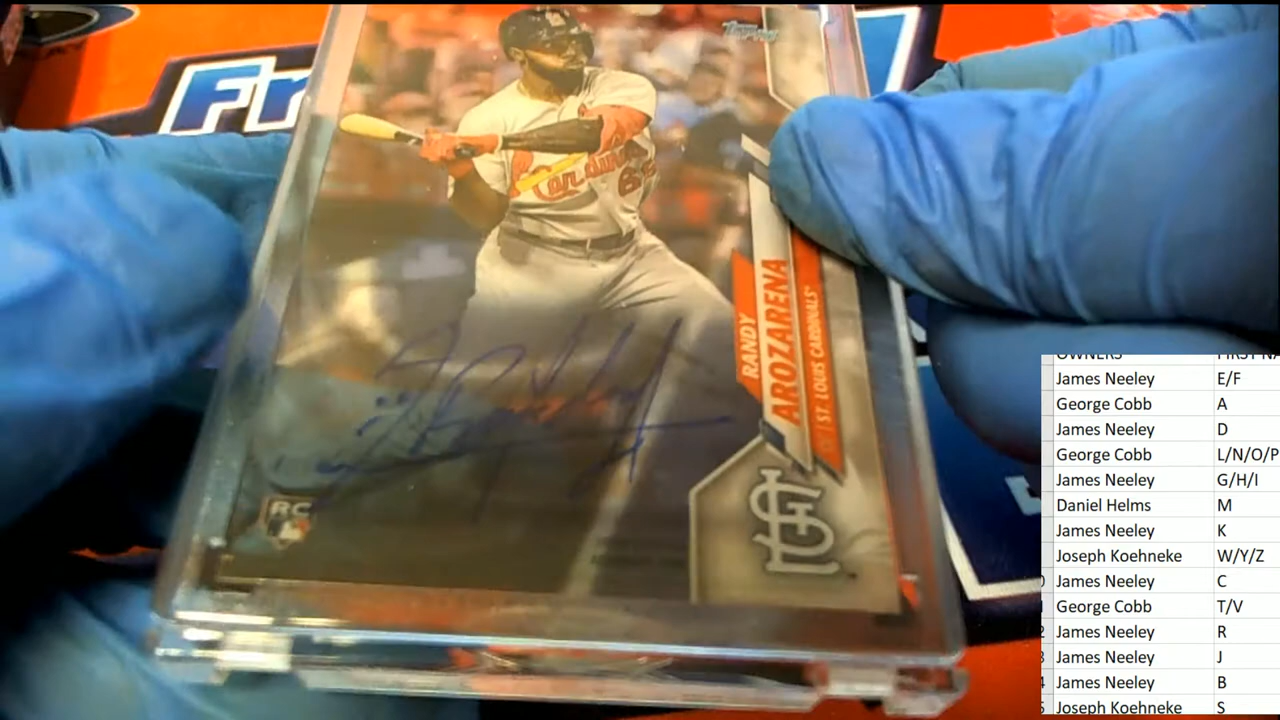 Fr
Topps
Cardinals
RANDY
AROZARENA
ST. LOUIS CARDINALS
STL
RC
OWNERS
James Neeley E/F
George Cobb A
James Neeley D
George Cobb L/N/O/P
James Neeley G/H/I
Daniel Helms M
James Neeley K
Joseph Koehneke W/Y/Z
James Neeley C
George Cobb T/V
James Neeley R
James Neeley J
James Neeley B
Joseph Koehneke S